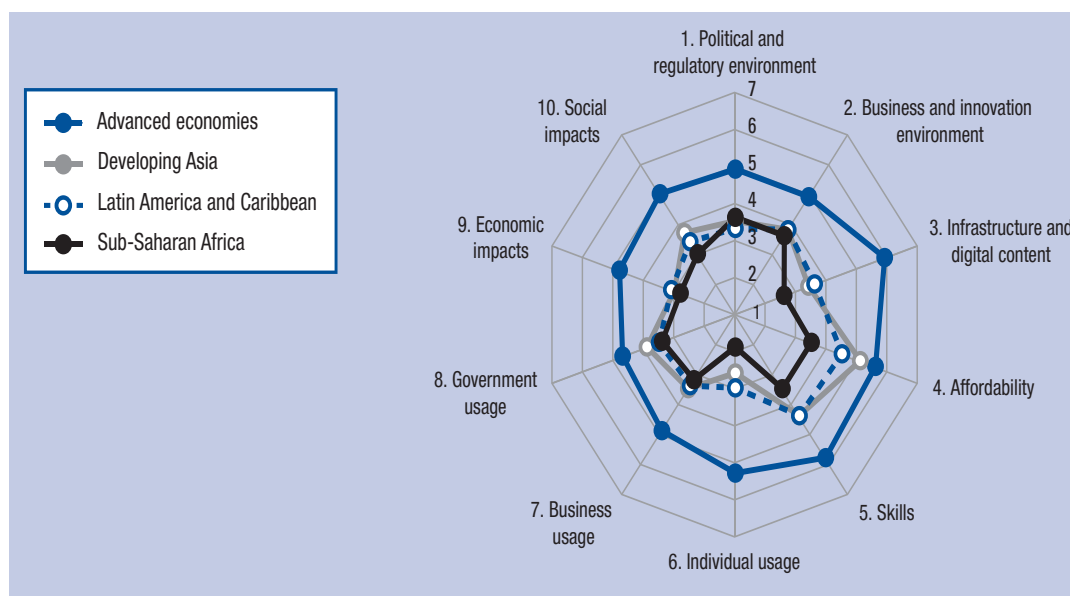 Advanced economies
Developing Asia
Latin America and Caribbean
Sub-Saharan Africa
1. Political and
regulatory environment
2. Business and innovation
environment
3. Infrastructure and
digital content
4. Affordability
5. Skills
6. Individual usage
7. Business
usage
8. Government
usage
9. Economic
impacts
10. Social
impacts
7
6
5
4
3
2
1